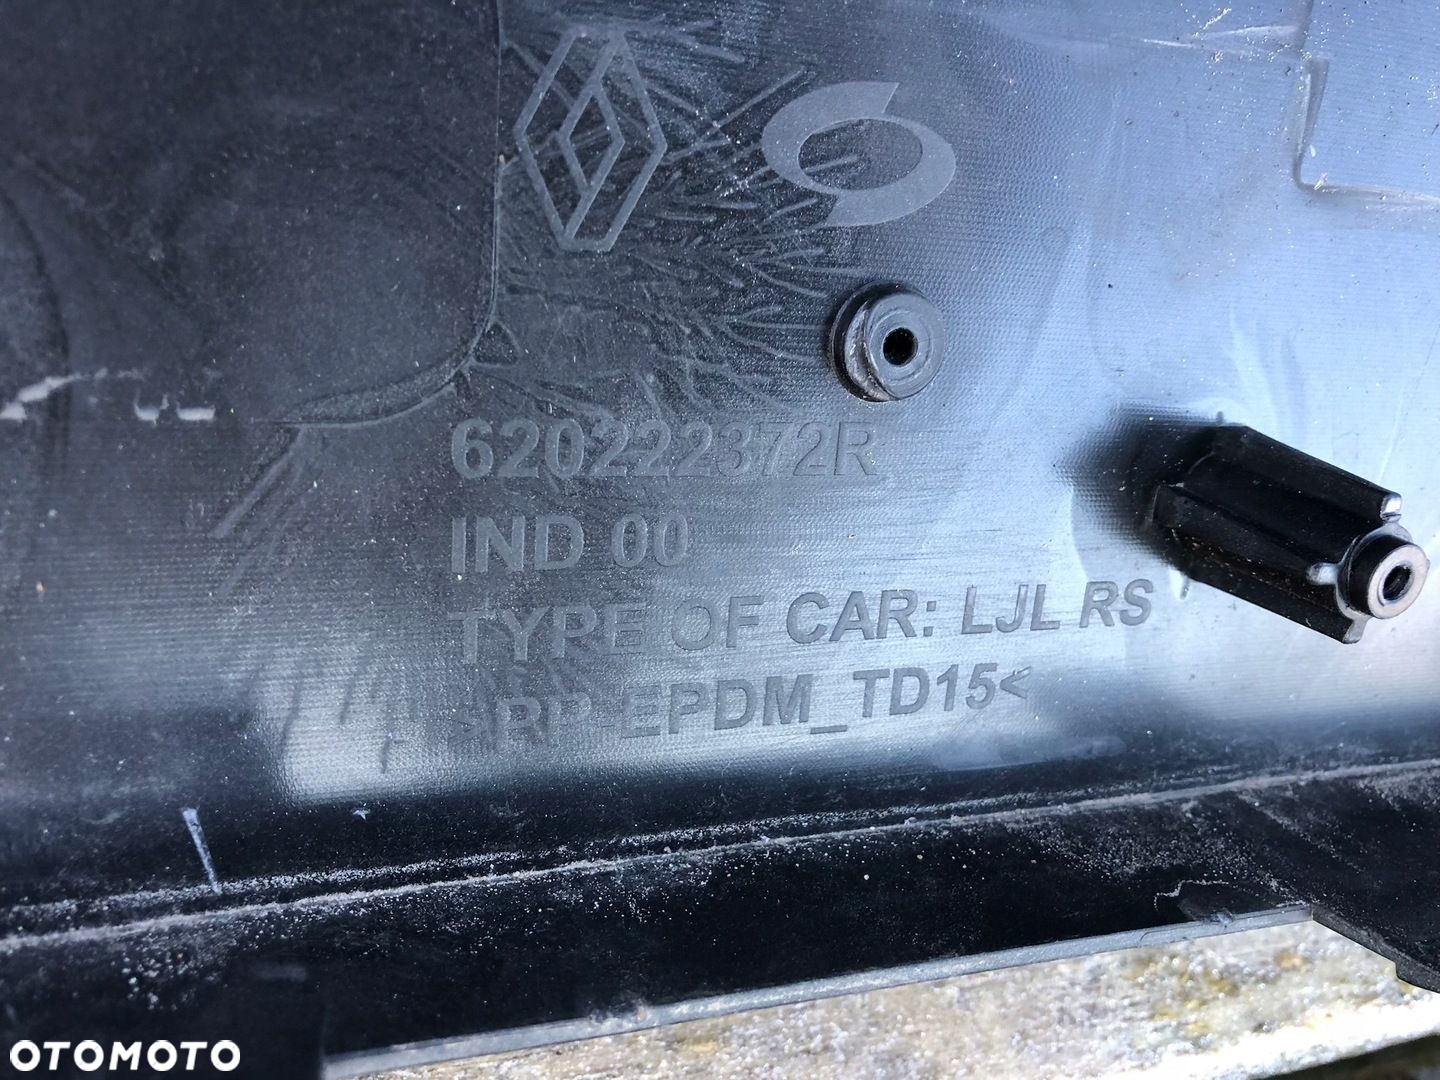 620222372R
IND 00
TYPE OF CAR: LJL RS
>PP-EPDM_TD15<
OTOMOTO